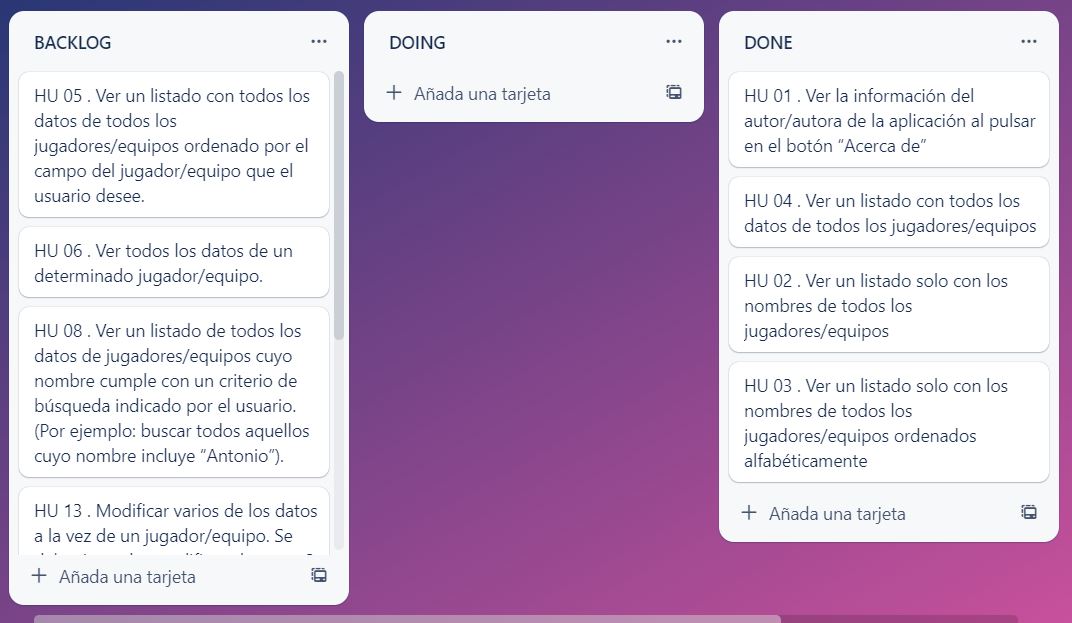 BACKLOG
HU 05 . Ver un listado con todos los
datos de todos los
jugadores/equipos ordenado por el
campo del jugador/equipo que el
usuario desee.
HU 06 . Ver todos los datos de un
determinado jugador/equipo.
HU 08 . Ver un listado de todos los
datos de jugadores/equipos cuyo
nombre cumple con un criterio de
búsqueda indicado por el usuario.
(Por ejemplo: buscar todos aquellos
cuyo nombre incluye “Antonio”).
HU 13 . Modificar varios de los datos
a la vez de un jugador/equipo. Se
Añada una tarjeta
DOING
Añada una tarjeta
DONE
HU 01 . Ver la información del
autor/autora de la aplicación al pulsar
en el botón “Acerca de”
HU 04 . Ver un listado con todos los
datos de todos los jugadores/equipos
HU 02 . Ver un listado solo con los
nombres de todos los
jugadores/equipos
HU 03 . Ver un listado solo con los
nombres de todos los
jugadores/equipos ordenados
alfabéticamente
Añada una tarjeta